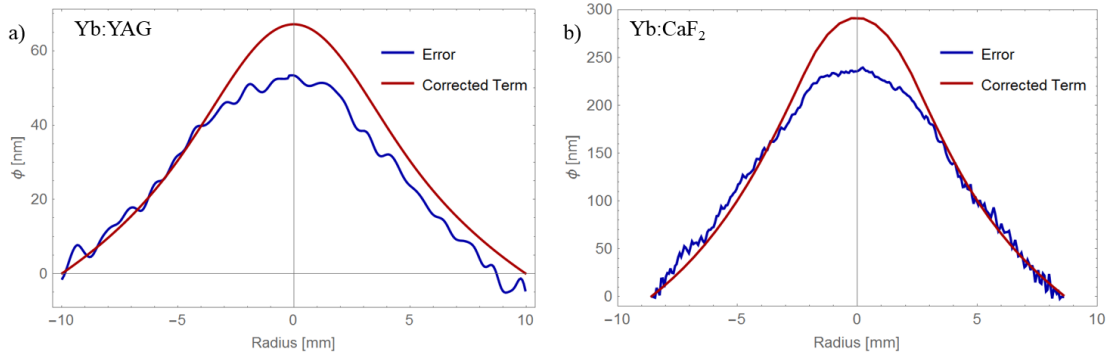 a) Yb:YAG
Error
Corrected Term
ϕ [nm]
60
40
20
0
−10 −5 0 5 10
Radius [mm]
b) Yb:CaF₂
Error
Corrected Term
ϕ [nm]
300
250
200
150
100
50
0
−10 −5 0 5 10
Radius [mm]